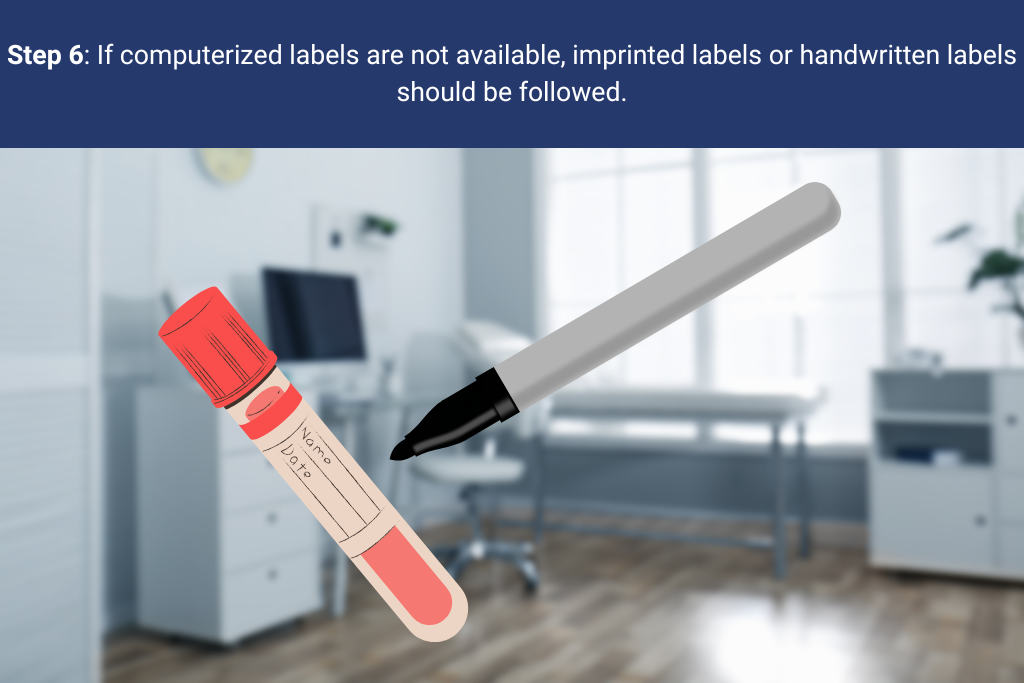 Step 6: If computerized labels are not available, imprinted labels or handwritten labels
should be followed.
Name
Date